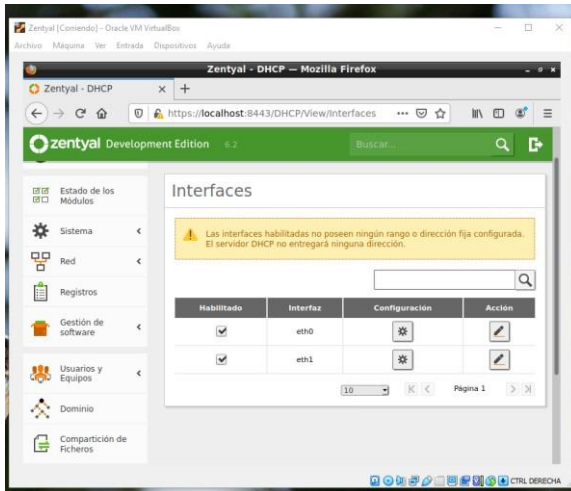 Zentyal [Corriendo] - Oracle VM VirtualBox
Archivo Máquina Ver Entrada Dispositivos Ayuda
Zentyal - DHCP — Mozilla Firefox
Zentyal - DHCP
https://localhost:8443/DHCP/View/Interfaces
zentyal Development Edition 6.2
Buscar...
Estado de los
Módulos
Sistema
Red
Registros
Gestión de
software
Usuarios y
Equipos
Dominio
Compartición de
Ficheros
Interfaces
Las interfaces habilitadas no poseen ningún rango o dirección fija configurada.
El servidor DHCP no entregará ninguna dirección.
Habilitado Interfaz Configuración Acción
eth0
eth1
10 Página 1
CTRL DERECHA